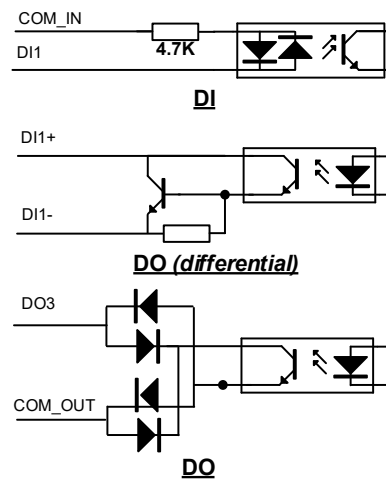 COM_IN
4.7K
DI1
DI
DI1+
DI1-
DO (differential)
DO3
COM_OUT
DO